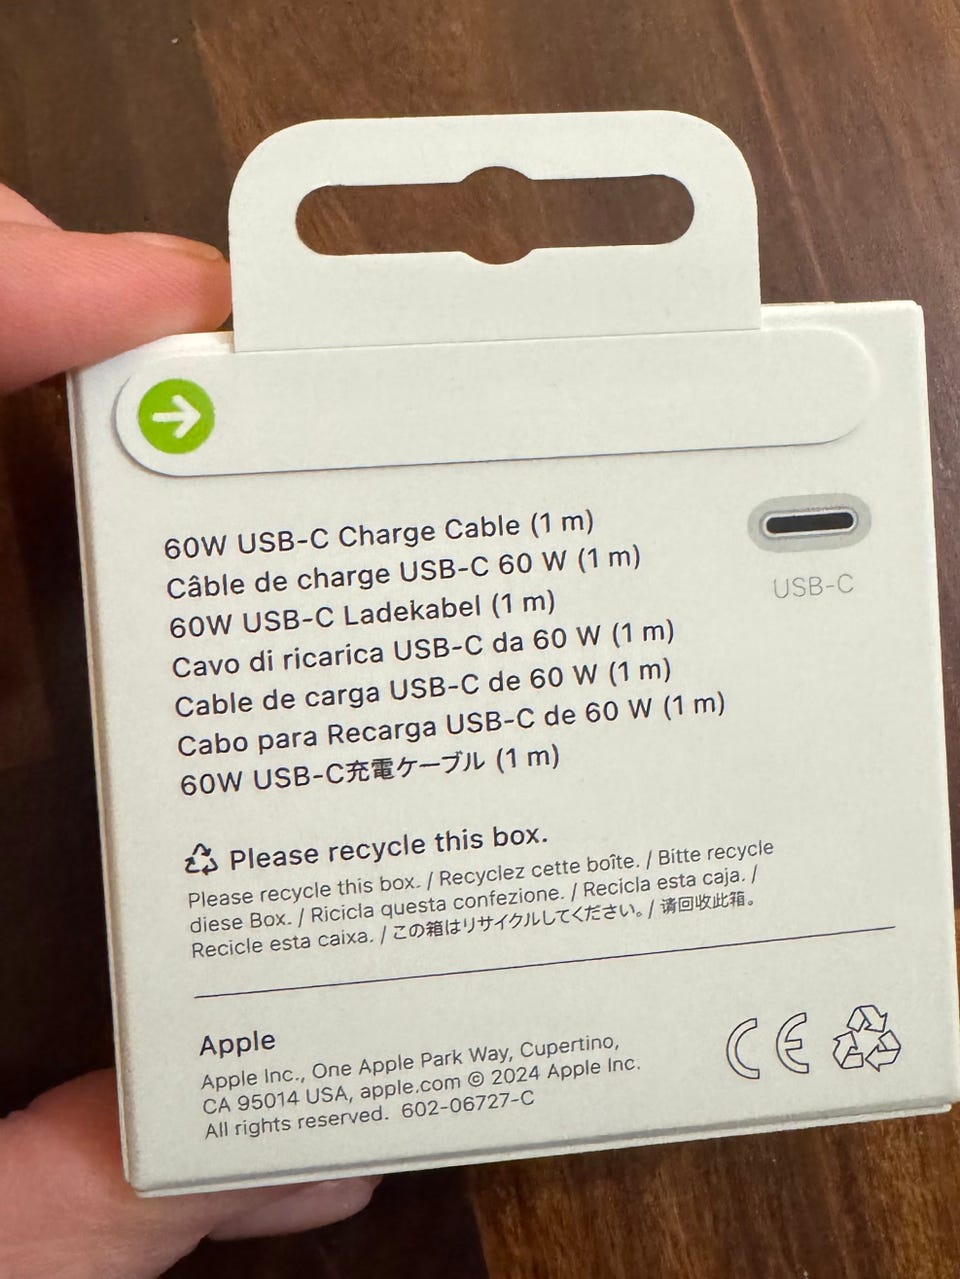 60W USB-C Charge Cable (1 m)
Câble de charge USB-C 60 W (1 m)
60W USB-C Ladekabel (1 m)
Cavo di ricarica USB-C da 60 W (1 m)
Cable de carga USB-C de 60 W (1 m)
Cabo para Recarga USB-C de 60 W (1 m)
60W USB-C充電ケーブル (1 m)
USB-C
Please recycle this box.
Please recycle this box. / Recyclez cette boîte. / Bitte recycle
diese Box. / Ricicla questa confezione. / Recicla esta caja. /
Recicle esta caixa. / この箱はリサイクルしてください。/ 请回收此箱。
Apple
Apple Inc., One Apple Park Way, Cupertino,
CA 95014 USA, apple.com © 2024 Apple Inc.
All rights reserved. 602-06727-C
CE